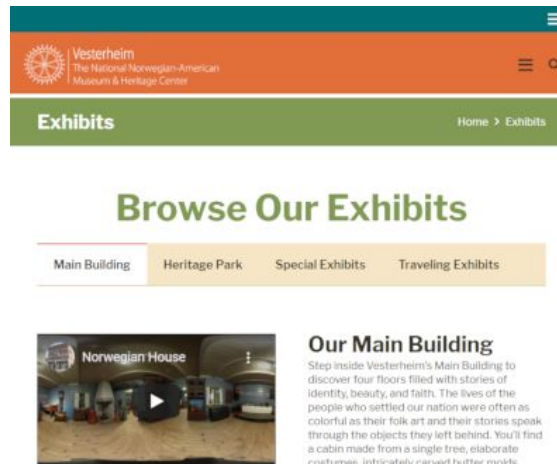 Vesterheim
The National Norwegian-American
Museum & Heritage Center
Exhibits
Home > Exhibits
Browse Our Exhibits
Main Building
Heritage Park
Special Exhibits
Traveling Exhibits
Norwegian House
Our Main Building
Step inside Vesterheim's Main Building to
discover four floors filled with stories of
identity, beauty, and faith. The lives of the
people who settled our nation were often as
colorful as their folk art and their stories speak
through the objects they left behind. You'll find
a cabin made from a single tree, elaborate
costumes, intricately carved butter molds,